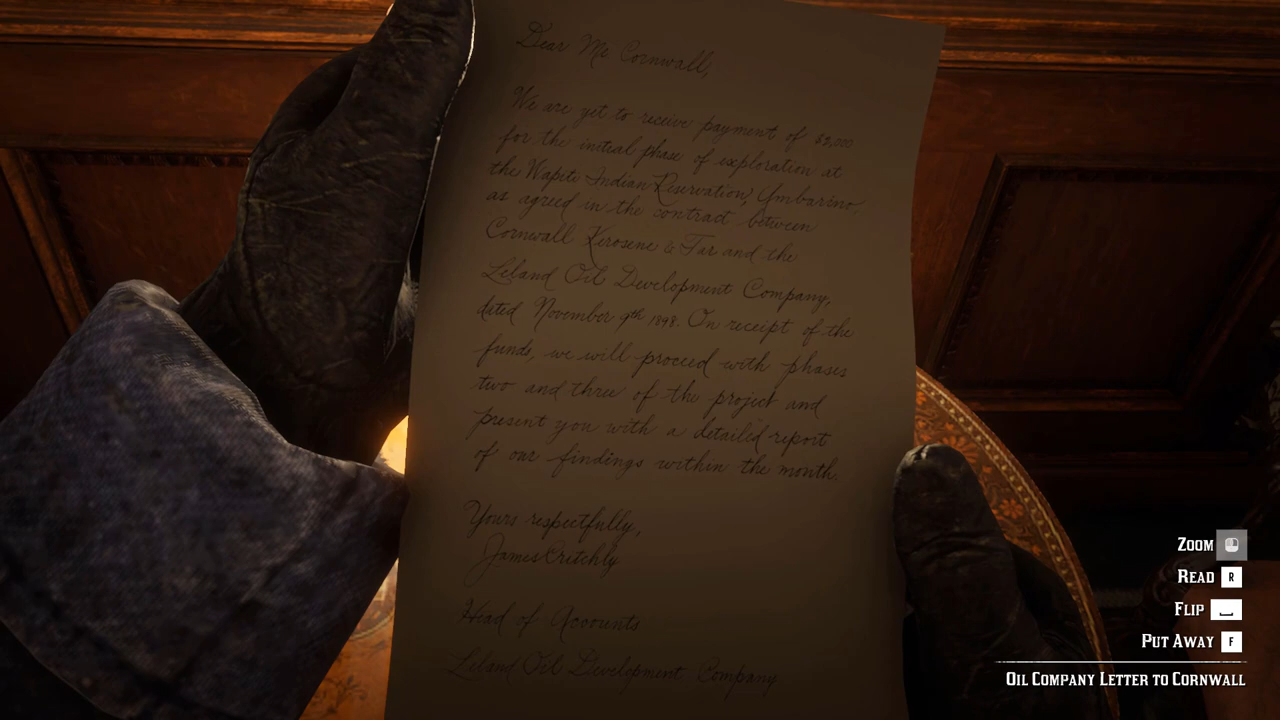 Dear Mr Cornwall,
We are yet to receive payment of $2,000
for the initial phase of exploration at
the Wapiti Indian Reservation, Ambarino,
as agreed in the contract between
Cornwall Kerosene & Tar and the
Leland Oil Development Company,
dated November 9th 1898. On receipt of the
funds, we will proceed with phases
two and three of the project and
present you with a detailed report
of our findings within the month.
Yours respectfully,
James Critchly
Head of Accounts
Leland Oil Development Company
ZOOM
READ R
FLIP
PUT AWAY F
OIL COMPANY LETTER TO CORNWALL